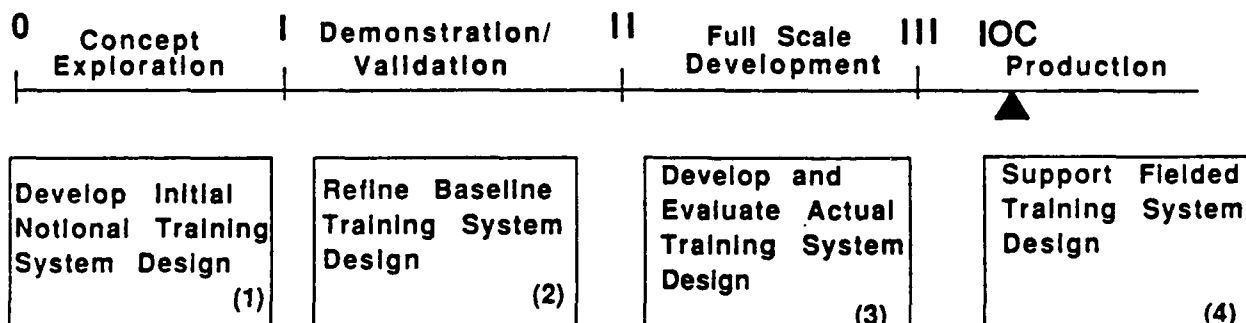 0 I II III IOC
Concept
Exploration
Demonstration/
Validation
Full Scale
Development
Production
Develop Initial
Notional Training
System Design
(1)
Refine Baseline
Training System
Design
(2)
Develop and
Evaluate Actual
Training System
Design
(3)
Support Fielded
Training System
Design
(4)